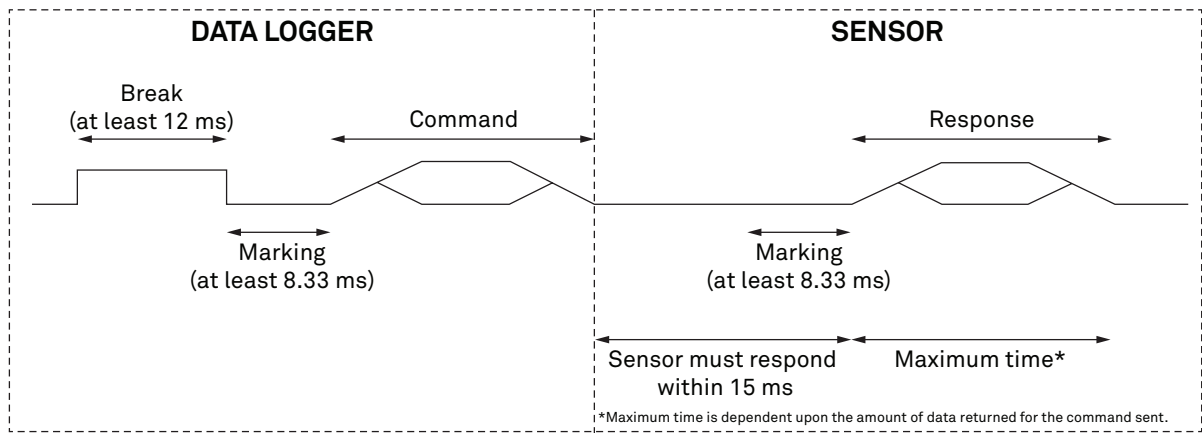 DATA LOGGER
SENSOR
Break
(at least 12 ms)
Command
Response
Marking
(at least 8.33 ms)
Marking
(at least 8.33 ms)
Sensor must respond
within 15 ms
Maximum time*
*Maximum time is dependent upon the amount of data returned for the command sent.